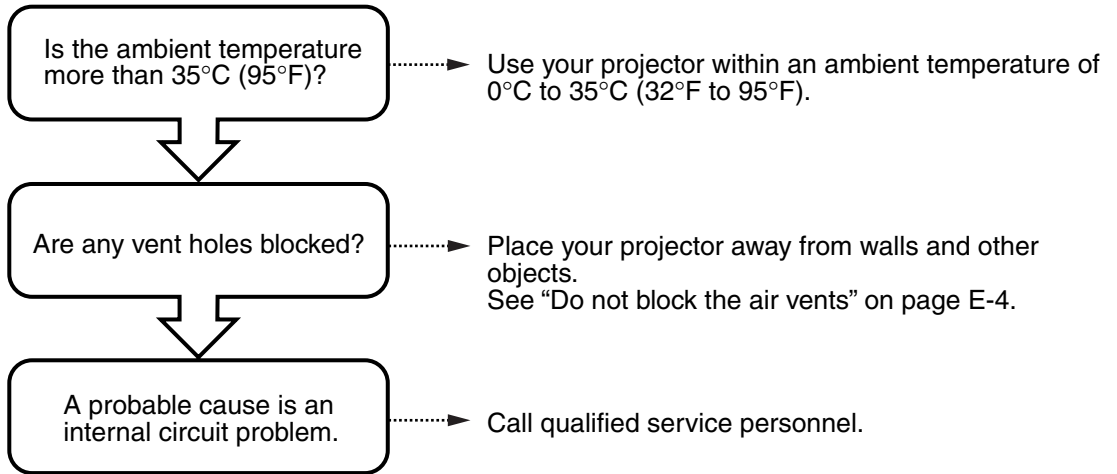 Is the ambient temperature
more than 35°C (95°F)?
Use your projector within an ambient temperature of
0°C to 35°C (32°F to 95°F).
Are any vent holes blocked?
Place your projector away from walls and other
objects.
See “Do not block the air vents” on page E-4.
A probable cause is an
internal circuit problem.
Call qualified service personnel.